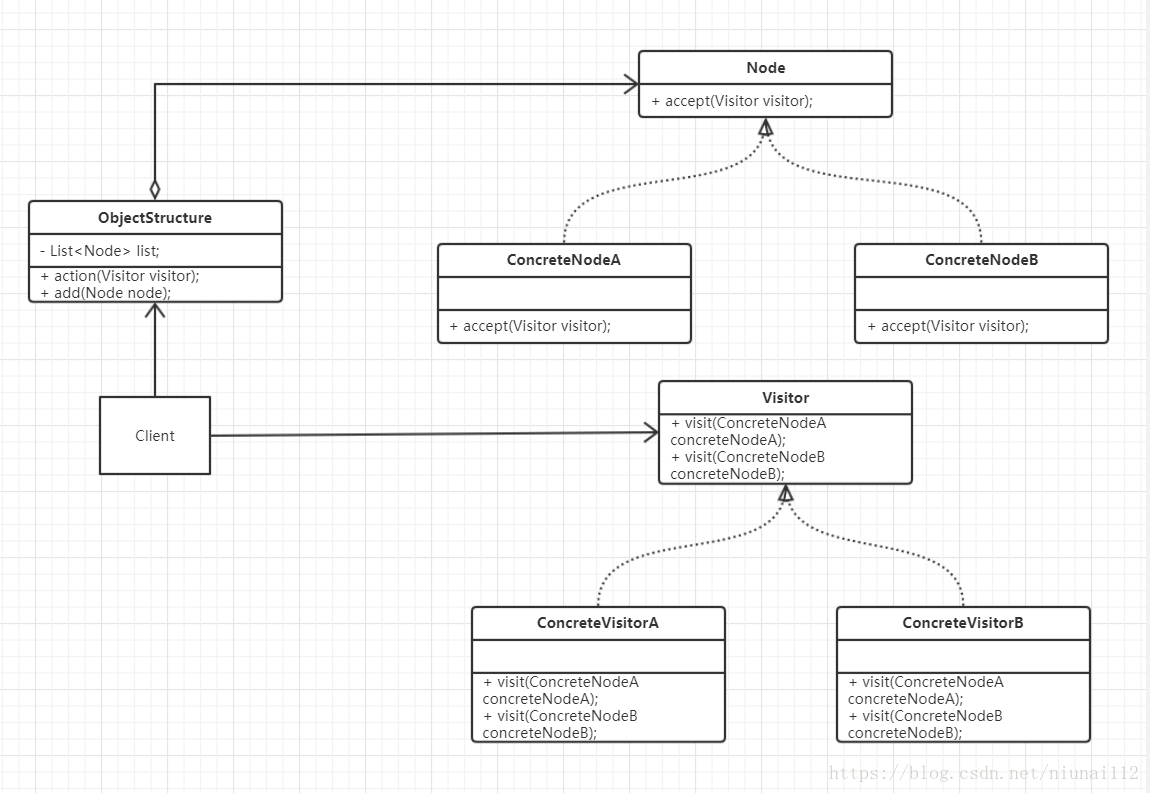 Node
+ accept(Visitor visitor);
ObjectStructure
- List<Node> list;
+ action(Visitor visitor);
+ add(Node node);
ConcreteNodeA
+ accept(Visitor visitor);
ConcreteNodeB
+ accept(Visitor visitor);
Client
Visitor
+ visit(ConcreteNodeA
concreteNodeA);
+ visit(ConcreteNodeB
concreteNodeB);
ConcreteVisitorA
+ visit(ConcreteNodeA
concreteNodeA);
+ visit(ConcreteNodeB
concreteNodeB);
ConcreteVisitorB
+ visit(ConcreteNodeA
concreteNodeA);
+ visit(ConcreteNodeB
concreteNodeB);
https://blog.csdn.net/niunai112